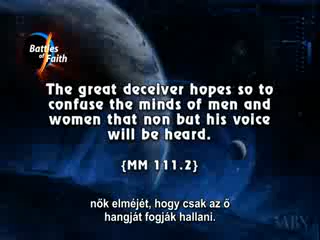 Battles
of Faith
The great deceiver hopes so to
confuse the minds of men and
women that non but his voice
will be heard.
{MM 111.2}
nők elméjét, hogy csak az ő
hangját fogják hallani.
3ABN